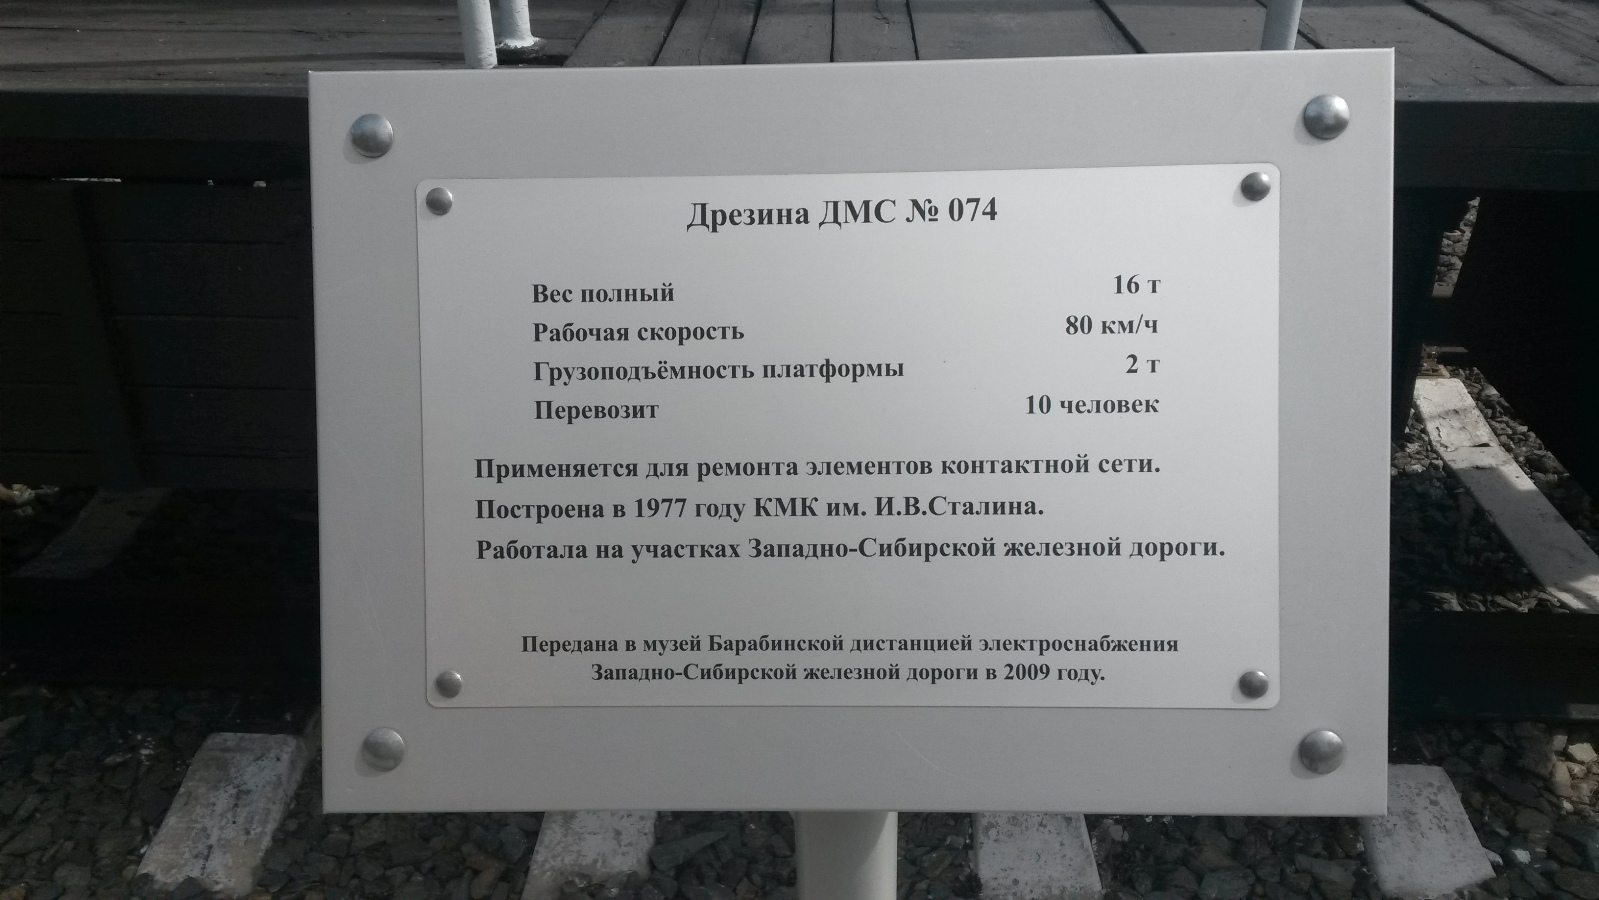 Дрезина ДМС № 074
Вес полный 16 т
Рабочая скорость 80 км/ч
Грузоподъёмность платформы 2 т
Перевозит 10 человек
Применяется для ремонта элементов контактной сети.
Построена в 1977 году КМК им. И.В.Сталина.
Работала на участках Западно-Сибирской железной дороги.
Передана в музей Барабинской дистанцией электроснабжения
Западно-Сибирской железной дороги в 2009 году.